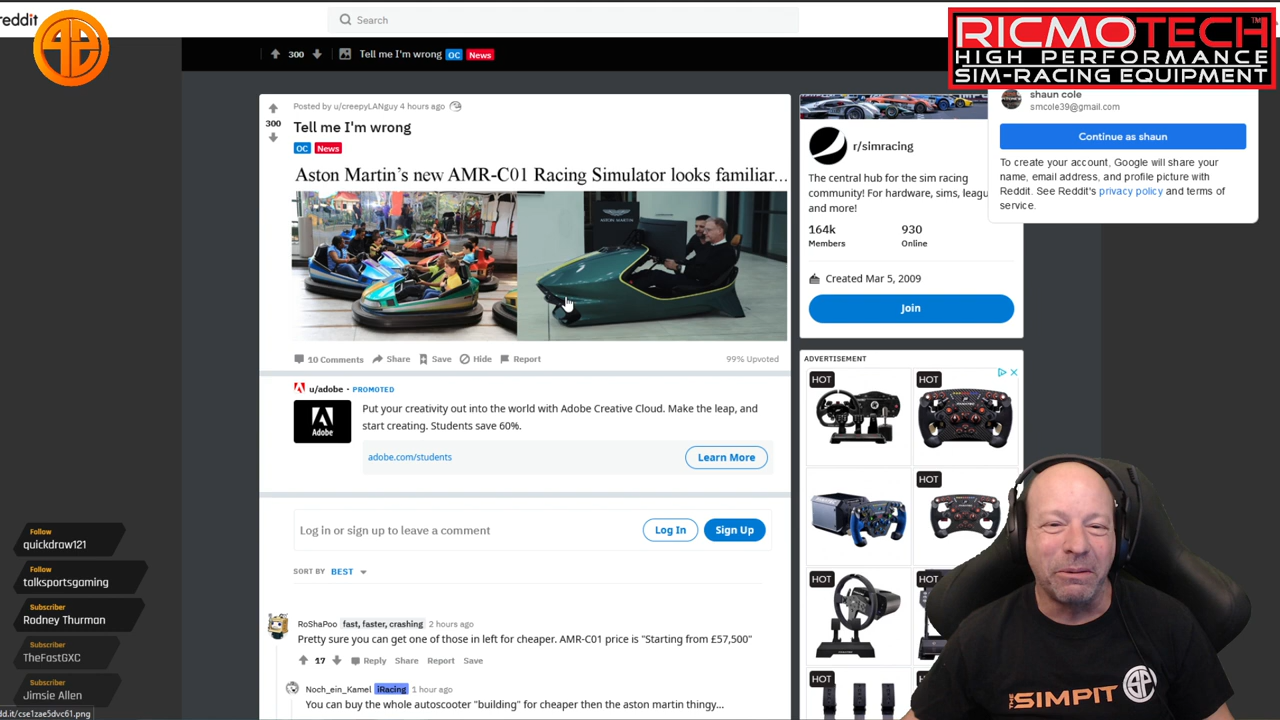 reddit
Search
RICMOTECH
HIGH PERFORMANCE
SIM-RACING EQUIPMENT
300 Tell me I'm wrong OC News
shaun cole
smcole39@gmail.com
Continue as shaun
To create your account, Google will share your
name, email address, and profile picture with
Reddit. See Reddit's privacy policy and terms of
service.
Posted by u/creepyLANguy 4 hours ago
300
Tell me I'm wrong
OC News
Aston Martin's new AMR-C01 Racing Simulator looks familiar...
ASTON MARTIN
10 Comments Share Save Hide Report 99% Upvoted
r/simracing
The central hub for the sim racing
community! For hardware, sims, leagu
and more!
164k 930
Members Online
Created Mar 5, 2009
Join
ADVERTISEMENT
HOT HOT
HOT
HOT HOT
HOT
u/adobe • PROMOTED
Adobe
Put your creativity out into the world with Adobe Creative Cloud. Make the leap, and
start creating. Students save 60%.
adobe.com/students Learn More
Log in or sign up to leave a comment Log In Sign Up
SORT BY BEST
RoShaPoo fast, faster, crashing 2 hours ago
Pretty sure you can get one of those in left for cheaper. AMR-C01 price is "Starting from £57,500"
17 Reply Share Report Save
Noch_ein_Kamel iRacing 1 hour ago
You can buy the whole autoscooter "building" for cheaper then the aston martin thingy...
Follow
quickdraw121
Follow
talksportsgaming
Subscriber
Rodney Thurman
Subscriber
TheFastGXC
Subscriber
Jimsie Allen
dd.it/cse1zae5dvc61.png
THE SIMPIT